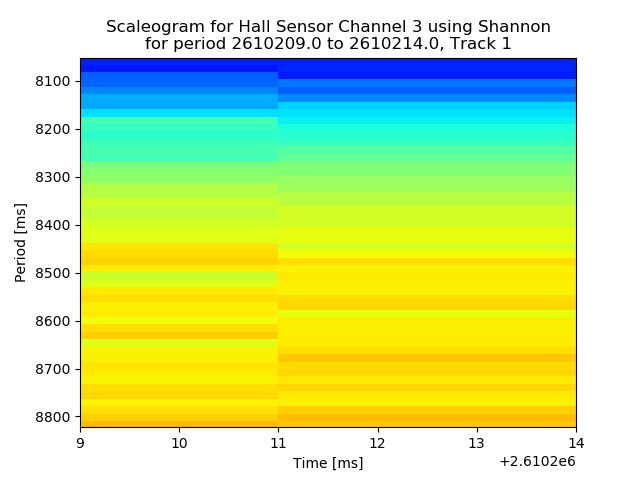 Scaleogram for Hall Sensor Channel 3 using Shannon
for period 2610209.0 to 2610214.0, Track 1
Period [ms]
8100
8200
8300
8400
8500
8600
8700
8800
9 10 11 12 13 14
Time [ms]
+2.6102e6